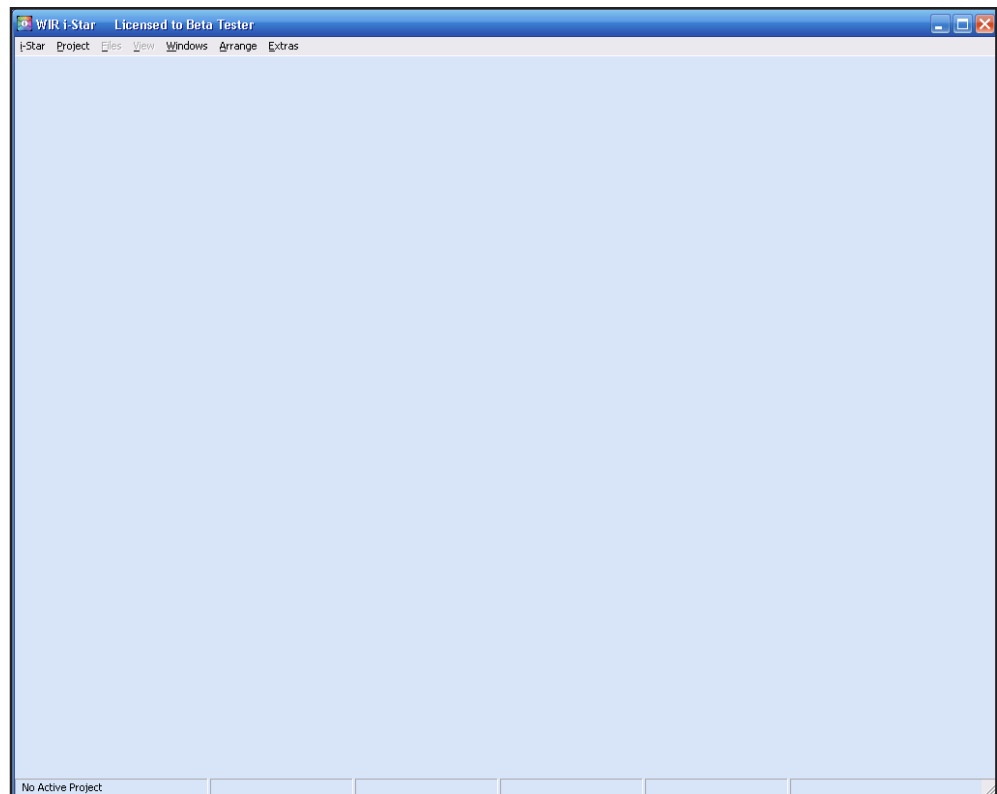 WIR i-Star Licensed to Beta Tester
i-Star Project Files View Windows Arrange Extras
No Active Project